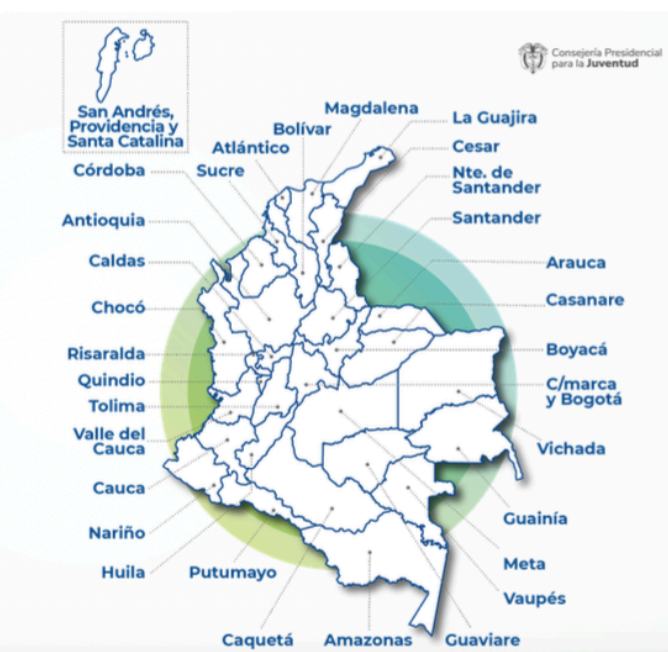 Consejería Presidencial
para la Juventud
San Andrés,
Providencia y
Santa Catalina
Magdalena
Bolívar
Atlántico
Sucre
Córdoba
Antioquia
Caldas
Chocó
Risaralda
Quindio
Tolima
Valle del
Cauca
Cauca
Nariño
Huila
Putumayo
Caquetá
Amazonas
Guaviare
La Guajira
Cesar
Nte. de
Santander
Santander
Arauca
Casanare
Boyacá
C/marca
y Bogotá
Vichada
Guainía
Meta
Vaupés